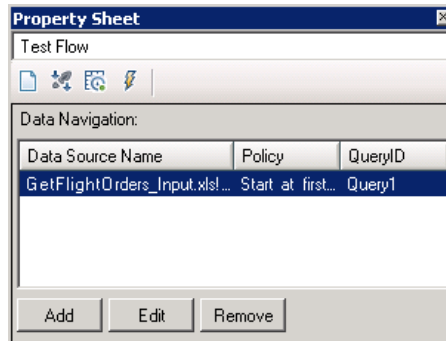 Property Sheet
Test Flow
Data Navigation:
Data Source Name Policy QueryID
GetFlightOrders_Input.xls!... Start at first... Query1
Add Edit Remove